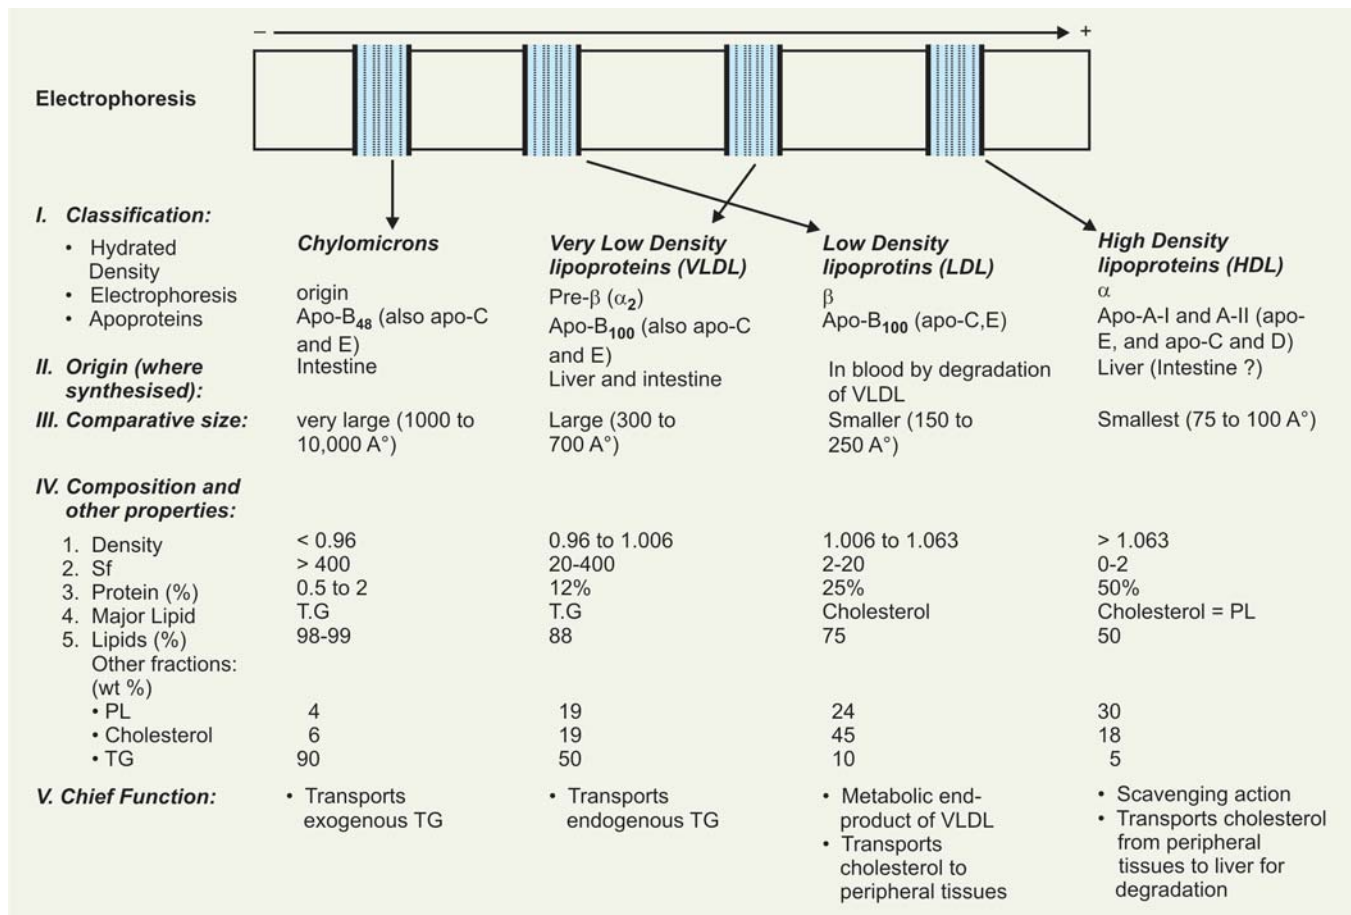 – +
Electrophoresis
I. Classification:
• Hydrated
Density
• Electrophoresis
• Apoproteins
Chylomicrons
origin
Apo-B48 (also apo-C
and E)
Very Low Density
lipoproteins (VLDL)
Pre-β (α2)
Apo-B100 (also apo-C
and E)
Low Density
lipoprotins (LDL)
β
Apo-B100 (apo-C,E)
High Density
lipoproteins (HDL)
α
Apo-A-I and A-II (apo-
E, and apo-C and D)
II. Origin (where
synthesised):
Intestine
Liver and intestine
In blood by degradation
of VLDL
Liver (Intestine ?)
III. Comparative size:
very large (1000 to
10,000 A°)
Large (300 to
700 A°)
Smaller (150 to
250 A°)
Smallest (75 to 100 A°)
IV. Composition and
other properties:
1. Density < 0.96 0.96 to 1.006 1.006 to 1.063 > 1.063
2. Sf > 400 20-400 2-20 0-2
3. Protein (%) 0.5 to 2 12% 25% 50%
4. Major Lipid T.G T.G Cholesterol Cholesterol = PL
5. Lipids (%) 98-99 88 75 50
Other fractions:
(wt %)
• PL 4 19 24 30
• Cholesterol 6 19 45 18
• TG 90 50 10 5
V. Chief Function:
• Transports
exogenous TG
• Transports
endogenous TG
• Metabolic end-
product of VLDL
• Transports
cholesterol to
peripheral tissues
• Scavenging action
• Transports cholesterol
from peripheral
tissues to liver for
degradation